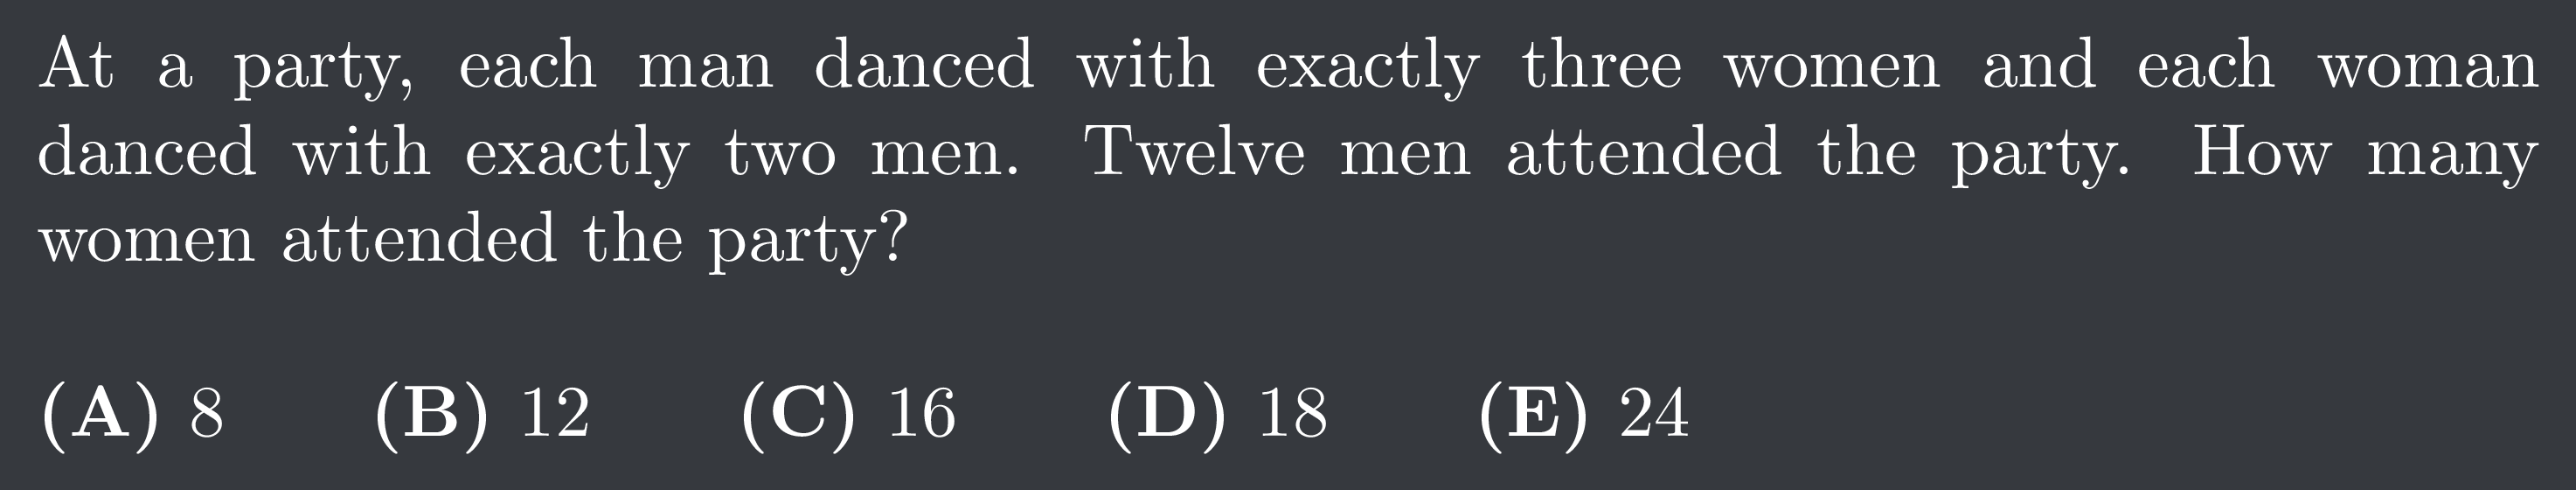 At a party, each man danced with exactly three women and each woman
danced with exactly two men. Twelve men attended the party. How many
women attended the party?
(A) 8 (B) 12 (C) 16 (D) 18 (E) 24